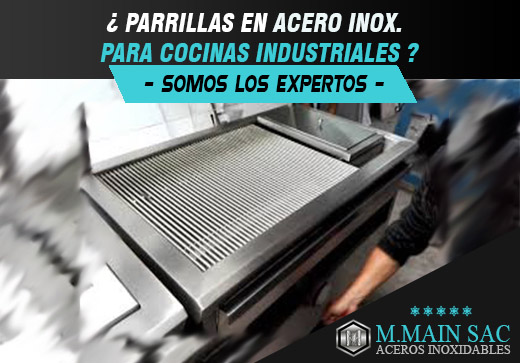 ¿ PARRILLAS EN ACERO INOX.
PARA COCINAS INDUSTRIALES ?
- SOMOS LOS EXPERTOS -
M.MAIN SAC
ACEROS INOXIDABLES